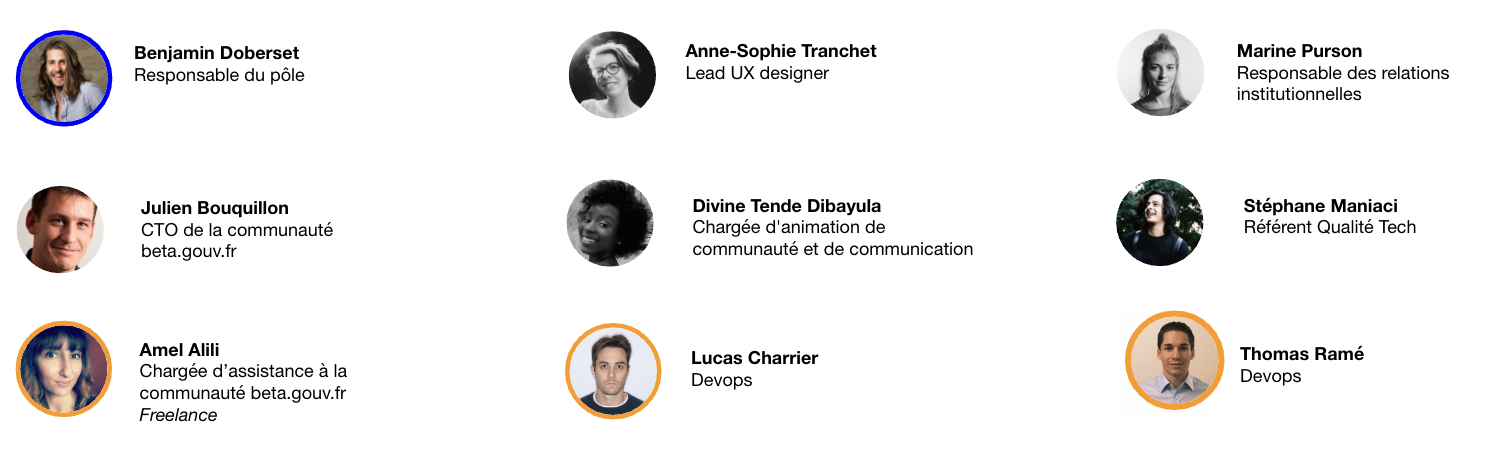 Benjamin Doberset
Responsable du pôle
Anne-Sophie Tranchet
Lead UX designer
Marine Purson
Responsable des relations
institutionnelles
Julien Bouquillon
CTO de la communauté
beta.gouv.fr
Divine Tende Dibayula
Chargée d'animation de
communauté et de communication
Stéphane Maniaci
Référent Qualité Tech
Amel Alili
Chargée d’assistance à la
communauté beta.gouv.fr
Freelance
Lucas Charrier
Devops
Thomas Ramé
Devops